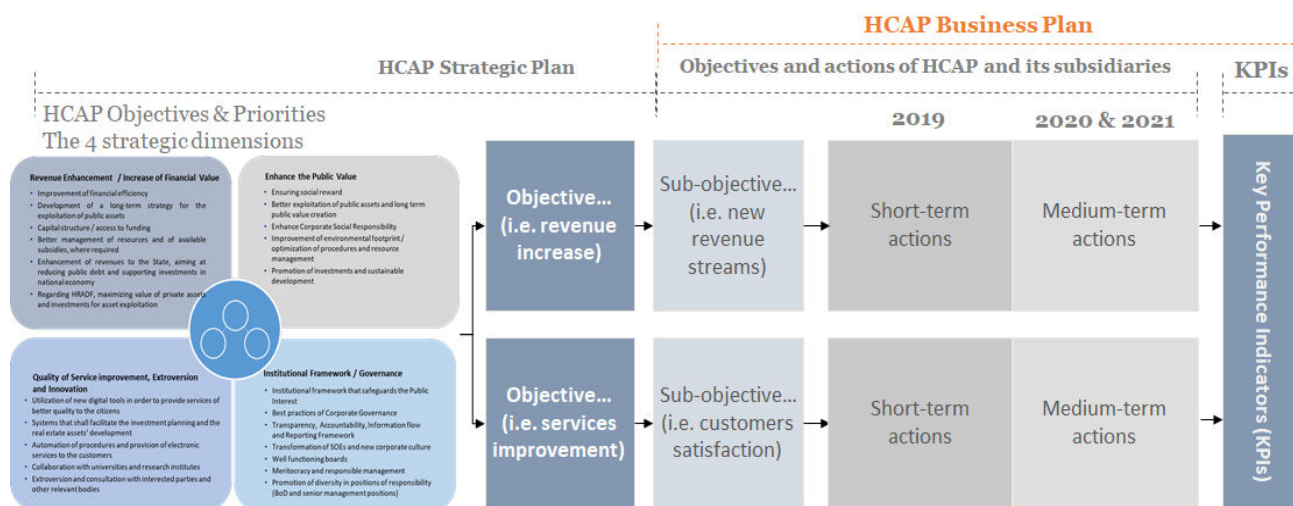 HCAP Business Plan
HCAP Strategic Plan
Objectives and actions of HCAP and its subsidiaries
KPIs
HCAP Objectives & Priorities
The 4 strategic dimensions
2019
2020 & 2021
Revenue Enhancement / Increase of Financial Value
• Improvement of financial efficiency
• Development of a long-term strategy for the
exploitation of public assets
• Capital structure / access to funding
• Better management of resources and of available
subsidies, where required
• Enhancement of revenues to the State, aiming at
reducing public debt and supporting investments in
national economy
• Regarding HRADF, maximizing value of private assets
and investments for asset exploitation
Enhance the Public Value
• Ensuring social reward
• Better exploitation of public assets and long term
public value creation
• Enhance Corporate Social Responsibility
• Improvement of environmental footprint /
optimization of procedures and resource
management
• Promotion of investments and sustainable
development
Quality of Service improvement, Extroversion
and Innovation
• Utilization of new digital tools in order to provide services of
better quality to the citizens
• Systems that shall facilitate the investment planning and the
real estate assets' development
• Automation of procedures and provision of electronic
services to the customers
• Collaboration with universities and research institutes
• Extroversion and consultation with interested parties and
other relevant bodies
Institutional Framework / Governance
• Institutional framework that safeguards the Public
Interest
• Best practices of Corporate Governance
• Transparency, Accountability, Information flow
and Reporting Framework
• Transformation of SOEs and new corporate culture
• Well functioning boards
• Meritocracy and responsible management
• Promotion of diversity in positions of responsibility
(BoD and senior management positions)
Objective...
(i.e. revenue
increase)
Sub-objective...
(i.e. new
revenue
streams)
Short-term
actions
Medium-term
actions
Objective...
(i.e. services
improvement)
Sub-objective...
(i.e. customers
satisfaction)
Short-term
actions
Medium-term
actions
Key Performance Indicators (KPIs)